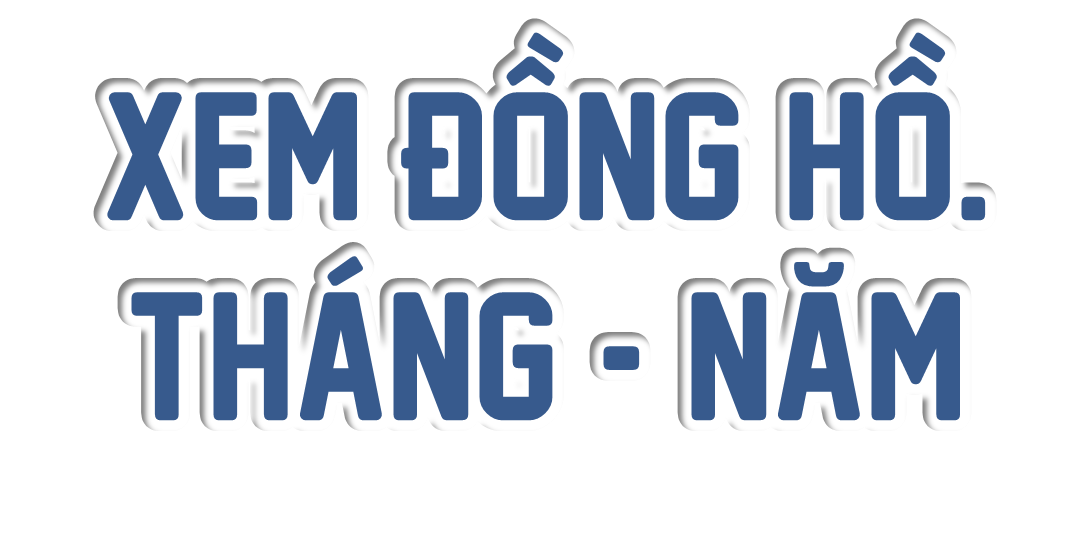 XEM ĐỒNG HỒ.
THÁNG - NĂM